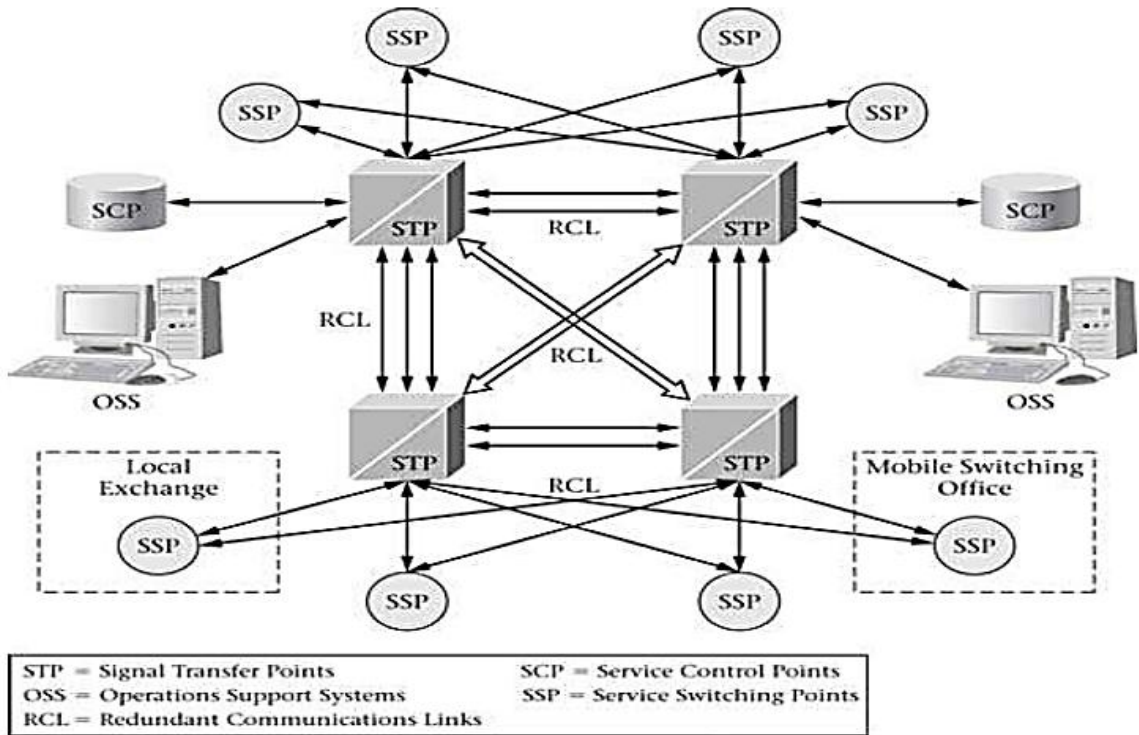 SSP
SSP
SSP
SSP
SCP
STP
RCL
STP
SCP
RCL
RCL
OSS
OSS
STP
STP
Local
Exchange
RCL
Mobile Switching
Office
SSP
SSP
SSP
SSP
STP = Signal Transfer Points
SCP = Service Control Points
OSS = Operations Support Systems
SSP = Service Switching Points
RCL = Redundant Communications Links